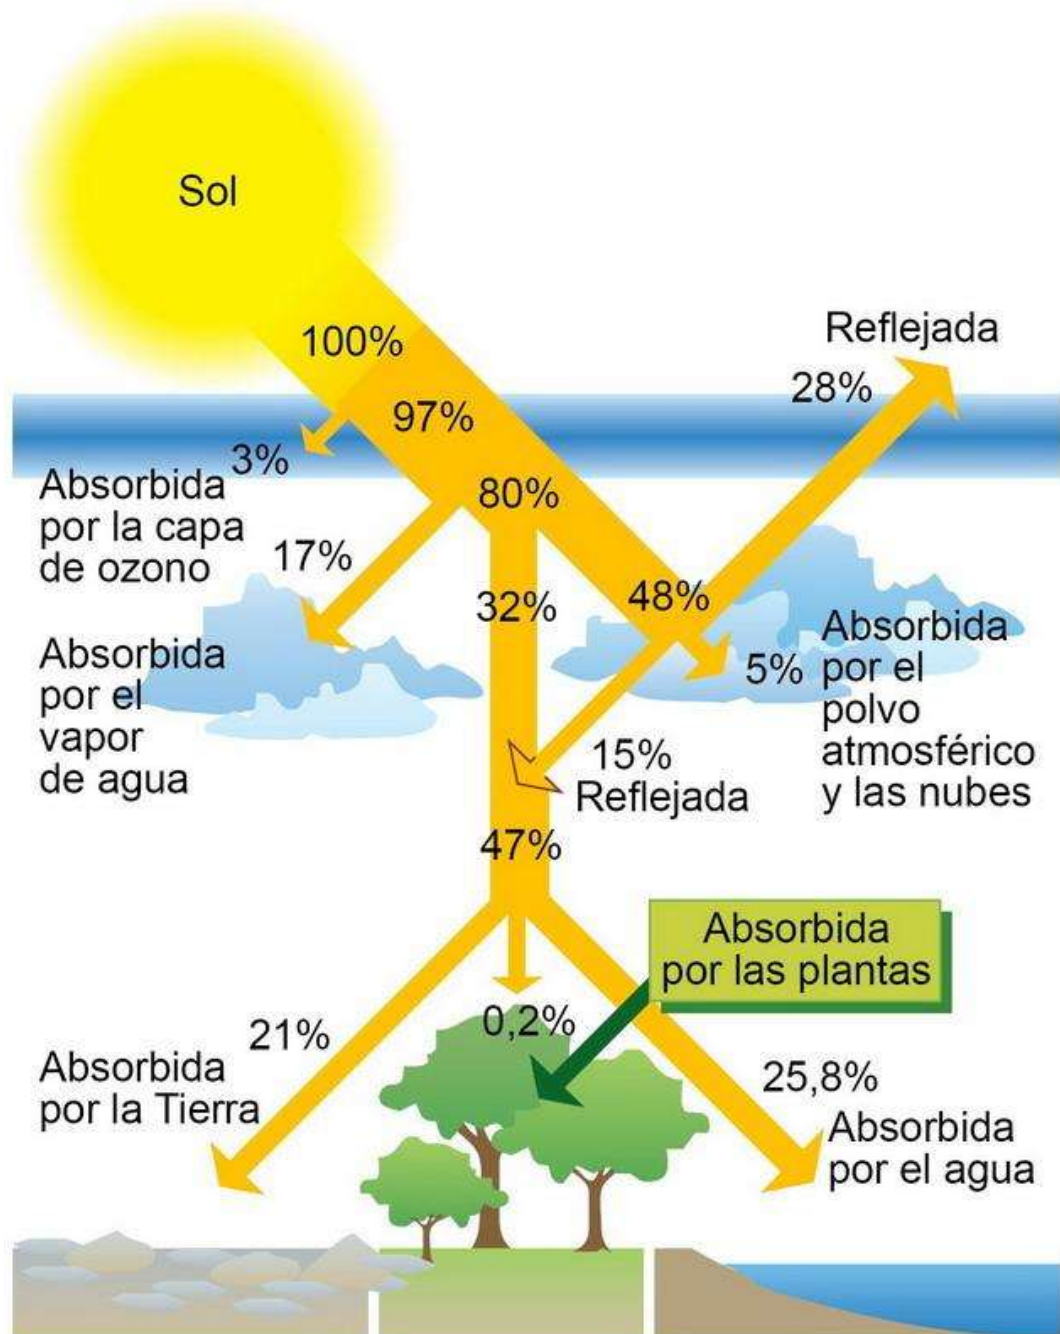 Sol
100%
Reflejada
28%
97%
3%
Absorbida
por la capa
de ozono
80%
17%
32%
48%
Absorbida
por el
vapor
de agua
5%
Absorbida
por el
polvo
atmosférico
y las nubes
15%
Reflejada
47%
Absorbida
por las plantas
0,2%
21%
Absorbida
por la Tierra
25,8%
Absorbida
por el agua